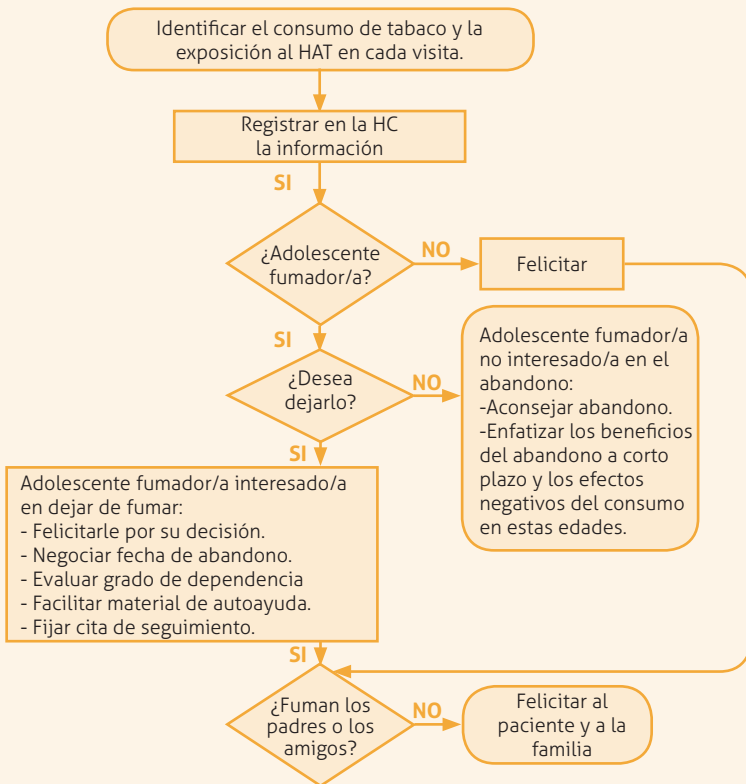 Identificar el consumo de tabaco y la
exposición al HAT en cada visita.
Registrar en la HC
la información
SI
¿Adolescente
fumador/a?
NO
Felicitar
SI
¿Desea
dejarlo?
NO
Adolescente fumador/a
no interesado/a en el
abandono:
-Aconsejar abandono.
-Enfatizar los beneficios
del abandono a corto
plazo y los efectos
negativos del consumo
en estas edades.
SI
Adolescente fumador/a interesado/a
en dejar de fumar:
- Felicitarle por su decisión.
- Negociar fecha de abandono.
- Evaluar grado de dependencia
- Facilitar material de autoayuda.
- Fijar cita de seguimiento.
SI
¿Fuman los
padres o los
amigos?
NO
Felicitar al
paciente y a la
familia